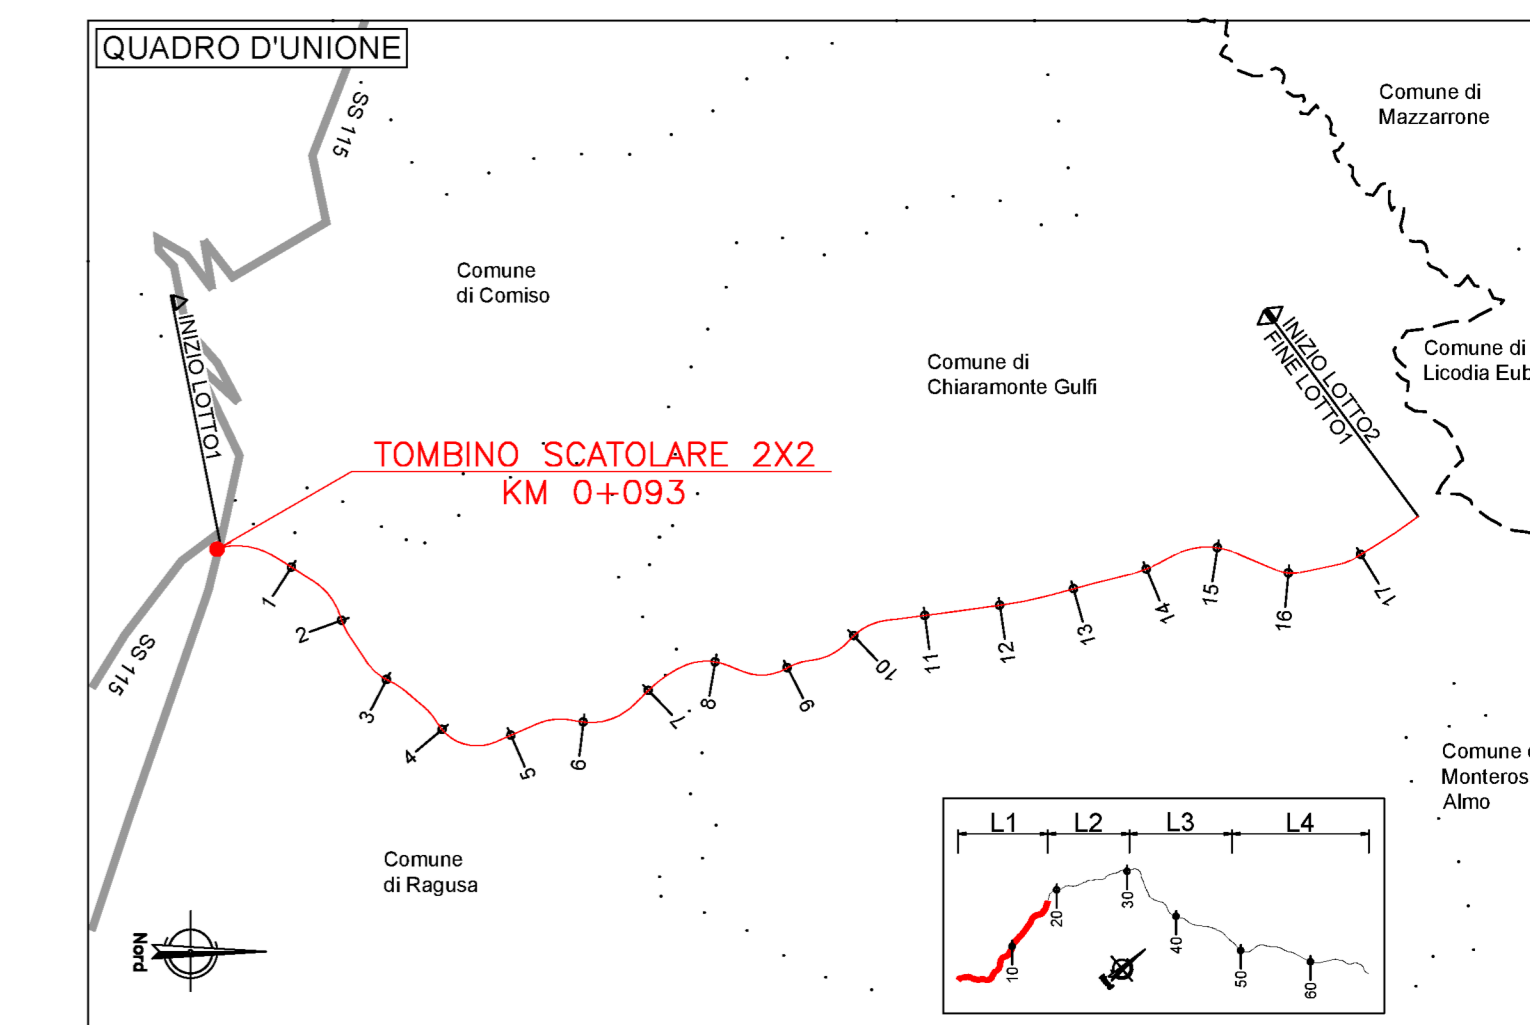 QUADRO D'UNIONE
SS 115
Comune di
Mazzarrone
Comune
di Comiso
INIZIO LOTTO1
Comune di
Chiaramonte Gulfi
INIZIO LOTTO2
FINE LOTTO1
Comune di
Licodia Eub
TOMBINO SCATOLARE 2X2
KM 0+093
SS 115
1
2
3
4
5
6
7
8
9
10
11
12
13
14
15
16
17
Comune
Monteros
Almo
Comune
di Ragusa
Nord
L1 L2 L3 L4
10
20
30
40
50
60